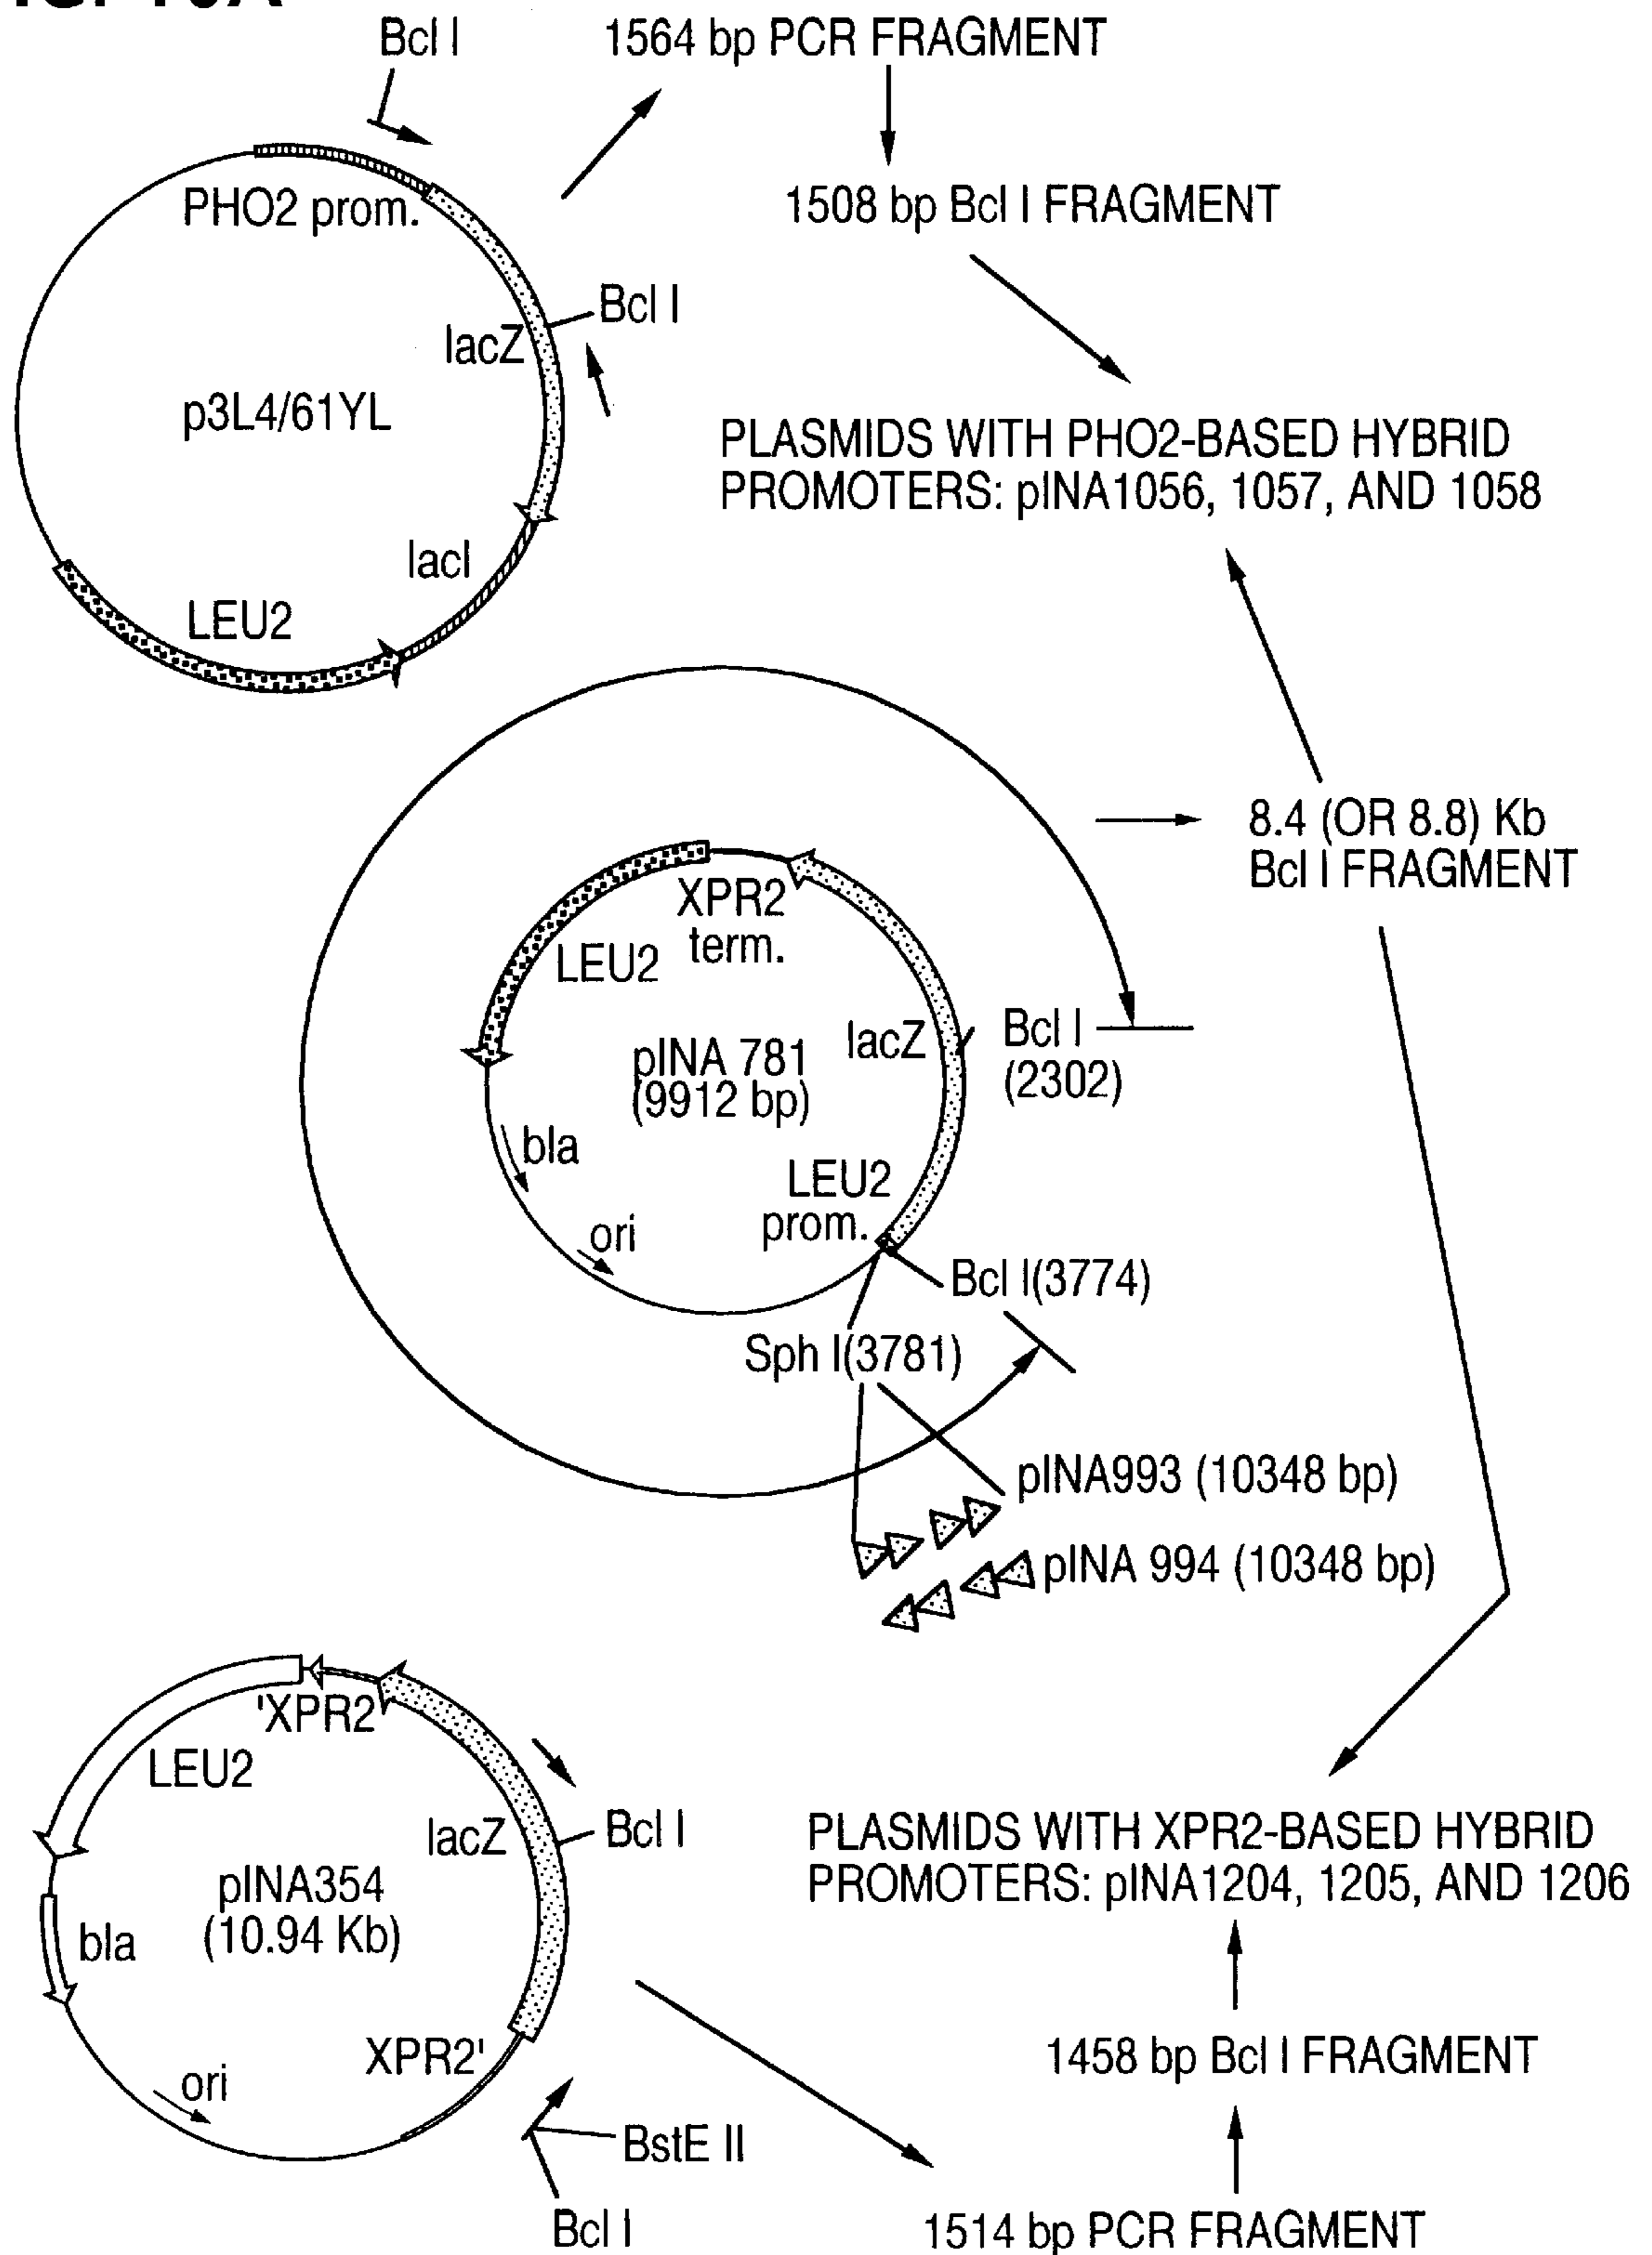 Bcl I
1564 bp PCR FRAGMENT
1508 bp Bcl I FRAGMENT
PHO2 prom.
Bcl I
lacZ
p3L4/61YL
PLASMIDS WITH PHO2-BASED HYBRID
PROMOTERS: pINA1056, 1057, AND 1058
lacI
LEU2
8.4 (OR 8.8) Kb
Bcl I FRAGMENT
XPR2
term.
LEU2
lacZ
Bcl I
(2302)
pINA 781
(9912 bp)
bla
LEU2
prom.
ori
Bcl I(3774)
Sph I(3781)
pINA993 (10348 bp)
pINA 994 (10348 bp)
'XPR2
LEU2
lacZ
Bcl I
PLASMIDS WITH XPR2-BASED HYBRID
PROMOTERS: pINA1204, 1205, AND 1206
pINA354
(10.94 Kb)
bla
XPR2'
ori
1458 bp Bcl I FRAGMENT
BstE II
Bcl I
1514 bp PCR FRAGMENT